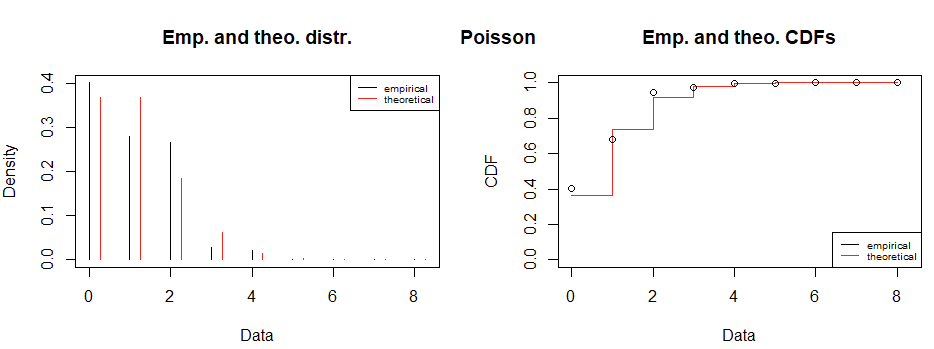 Poisson
Emp. and theo. distr.
Density
0.4
0.3
0.2
0.1
0.0
empirical
theoretical
0 2 4 6 8
Data
Emp. and theo. CDFs
CDF
1.0
0.8
0.6
0.4
0.2
0.0
empirical
theoretical
0 2 4 6 8
Data